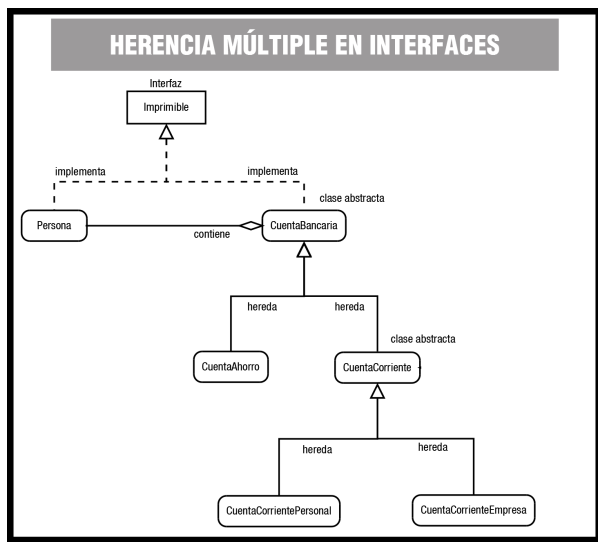 HERENCIA MÚLTIPLE EN INTERFACES
Interfaz
Imprimible
implementa
implementa
clase abstracta
Persona
CuentaBancaria
contiene
hereda
hereda
clase abstracta
CuentaAhorro
CuentaCorriente
hereda
hereda
CuentaCorrientePersonal
CuentaCorrienteEmpresa